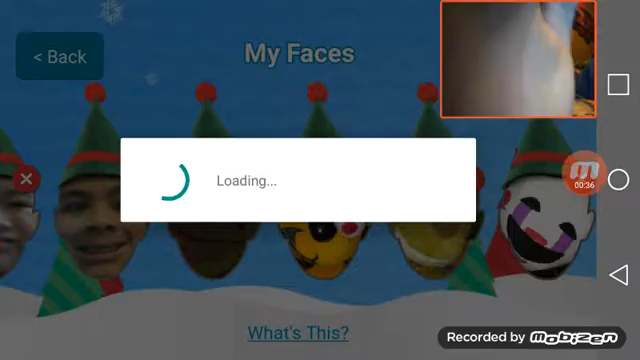 < Back
My Faces
Loading...
00:36
What's This?
Recorded by mobizen